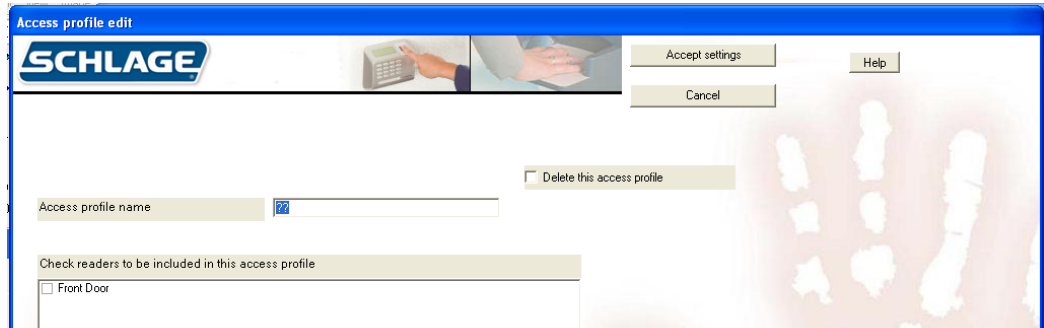 Access profile edit
SCHLAGE
Accept settings
Help
Cancel
Delete this access profile
Access profile name
??
Check readers to be included in this access profile
Front Door